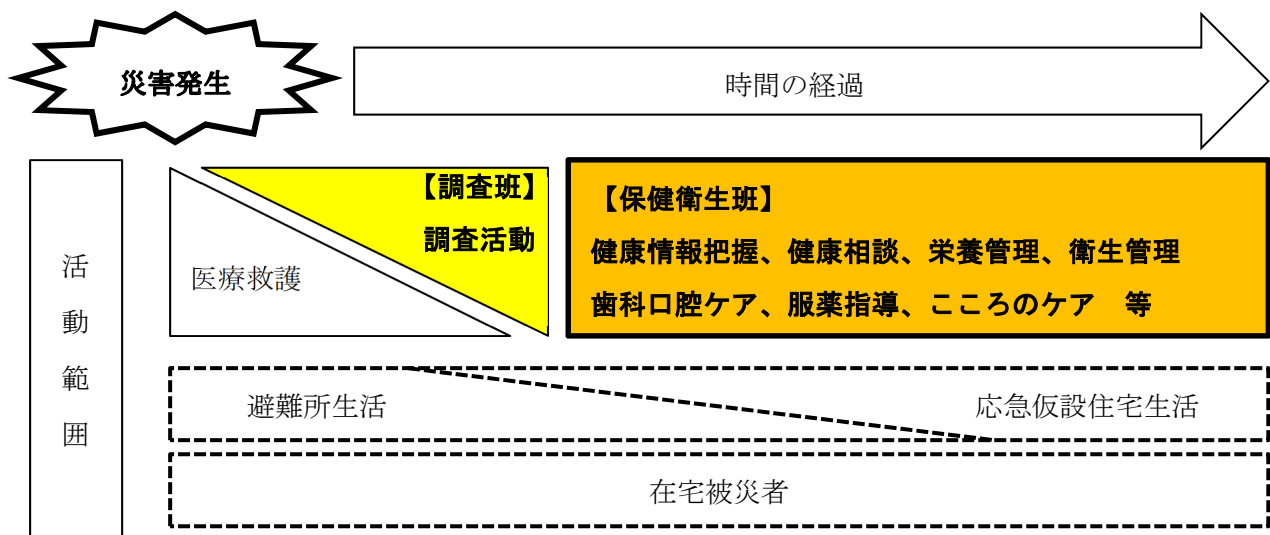 災害発生
時間の経過
活動範囲
【調査班】
調査活動
医療救護
【保健衛生班】
健康情報把握、健康相談、栄養管理、衛生管理
歯科口腔ケア、服薬指導、こころのケア　等
避難所生活
応急仮設住宅生活
在宅被災者